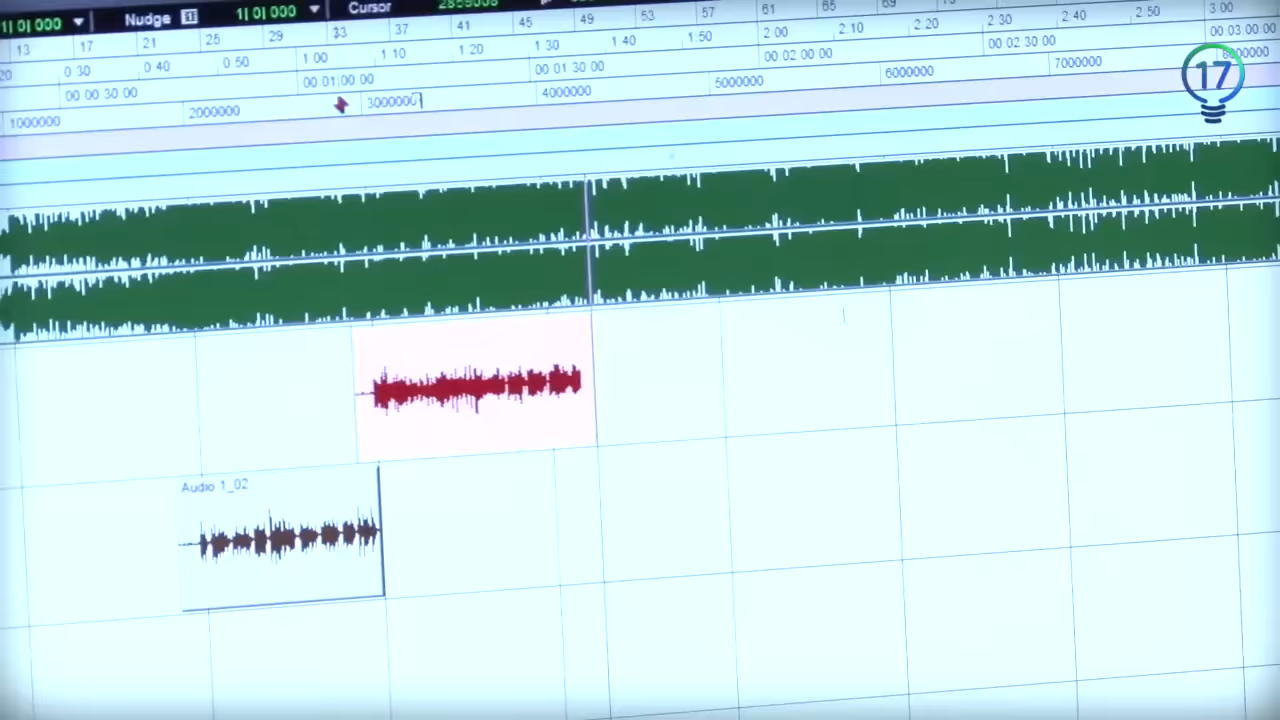 1| 0| 000 Nudge 1| 0| 000 Cursor
13 17 21 25 29 33 37 41 45 49 53 57 61 65 69
0 30 0 40 0 50 1 00 1 10 1 20 1 30 1 40 1 50 2 00 2 10 2 20 2 30 2 40 2 50 3 00
00 00 30 00 00 01 00 00 00 01 30 00 00 02 00 00 00 02 30 00 00 03 00 00
1000000 2000000 3000000 4000000 5000000 6000000 7000000 8000000
17
Audio 1_02